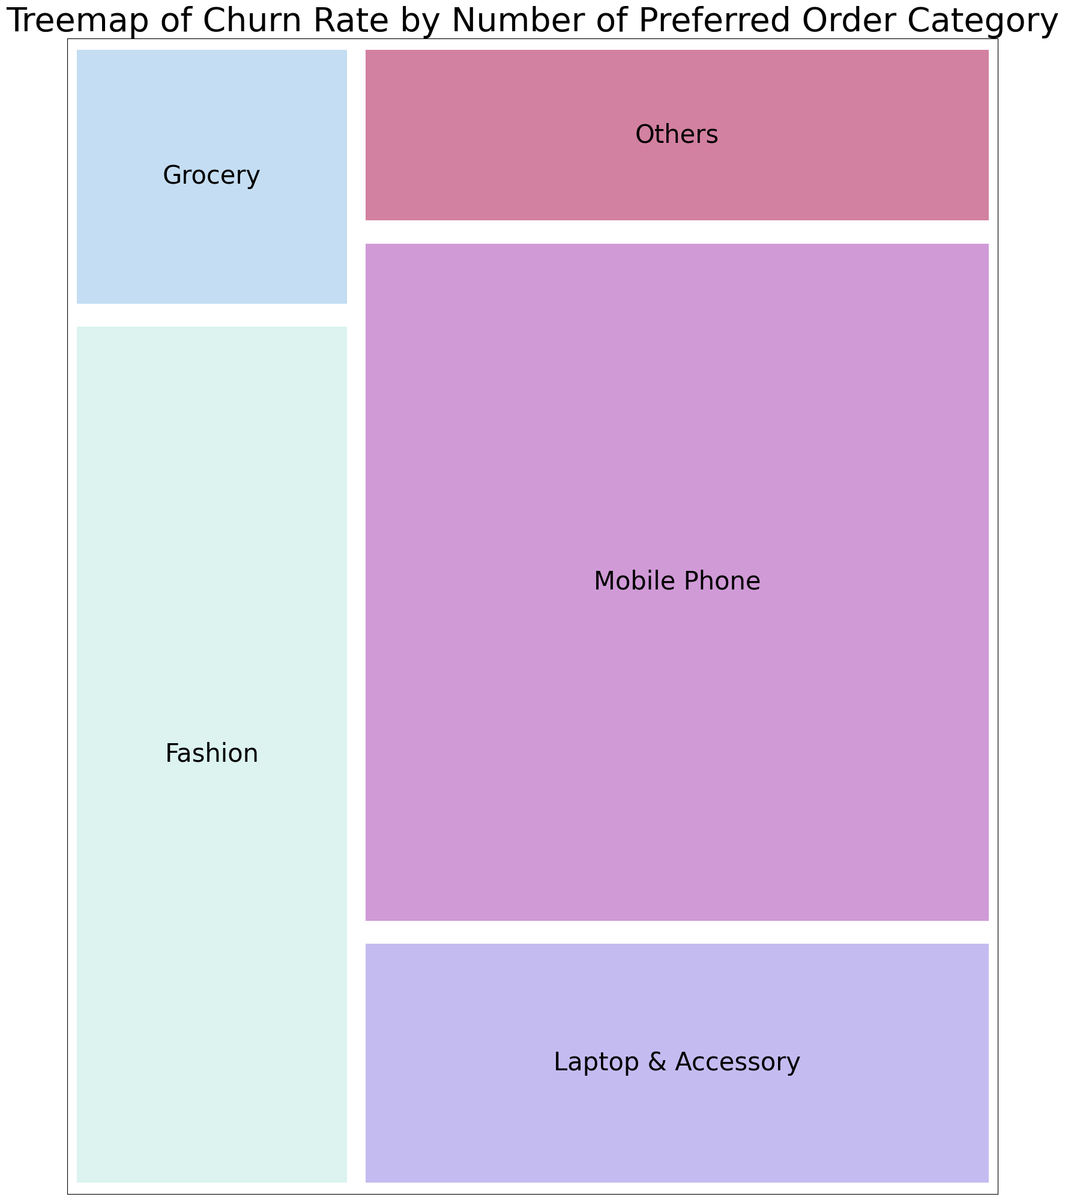 Treemap of Churn Rate by Number of Preferred Order Category
Grocery
Others
Mobile Phone
Fashion
Laptop & Accessory